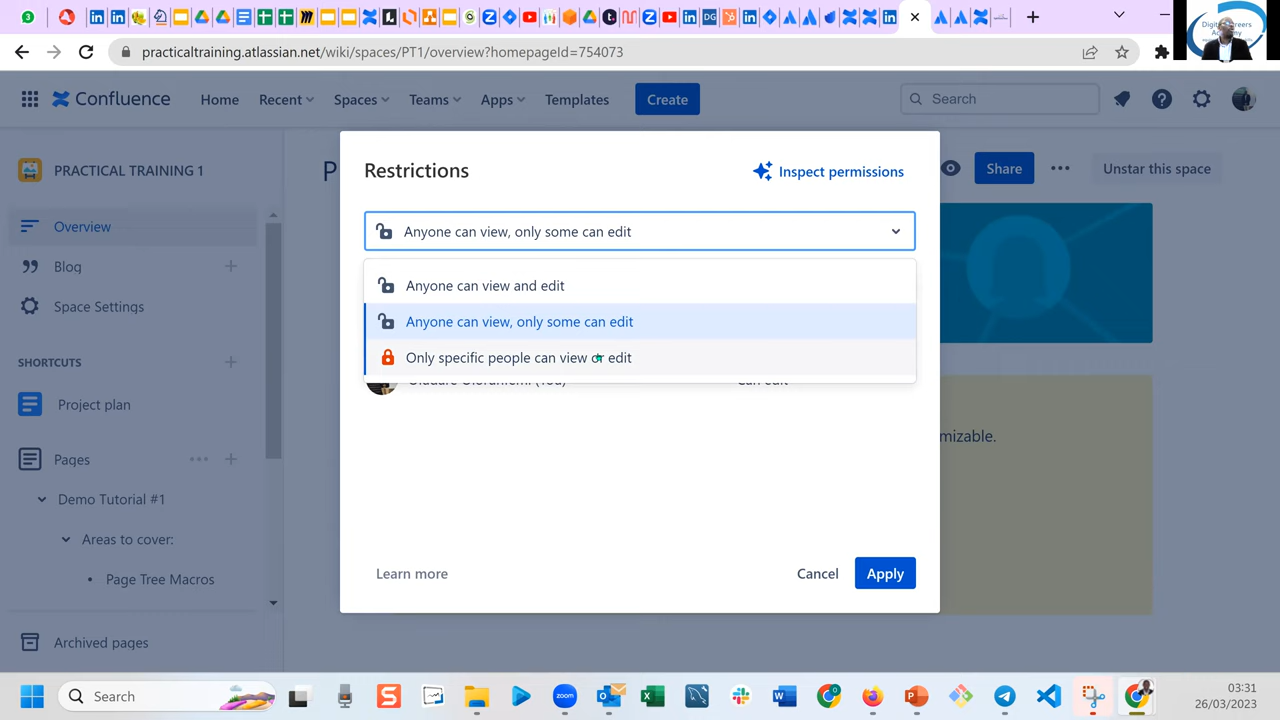 practicaltraining.atlassian.net/wiki/spaces/PT1/overview?homepageId=754073
Confluence
Home
Recent
Spaces
Teams
Apps
Templates
Create
Search
PRACTICAL TRAINING 1
Overview
Blog
Space Settings
SHORTCUTS
Project plan
Pages
Demo Tutorial #1
Areas to cover:
Page Tree Macros
Archived pages
P
Share
Unstar this space
mizable.
Restrictions
Inspect permissions
Anyone can view, only some can edit
Anyone can view and edit
Anyone can view, only some can edit
Only specific people can view or edit
Can edit
Learn more
Cancel
Apply
Search
03:31
26/03/2023